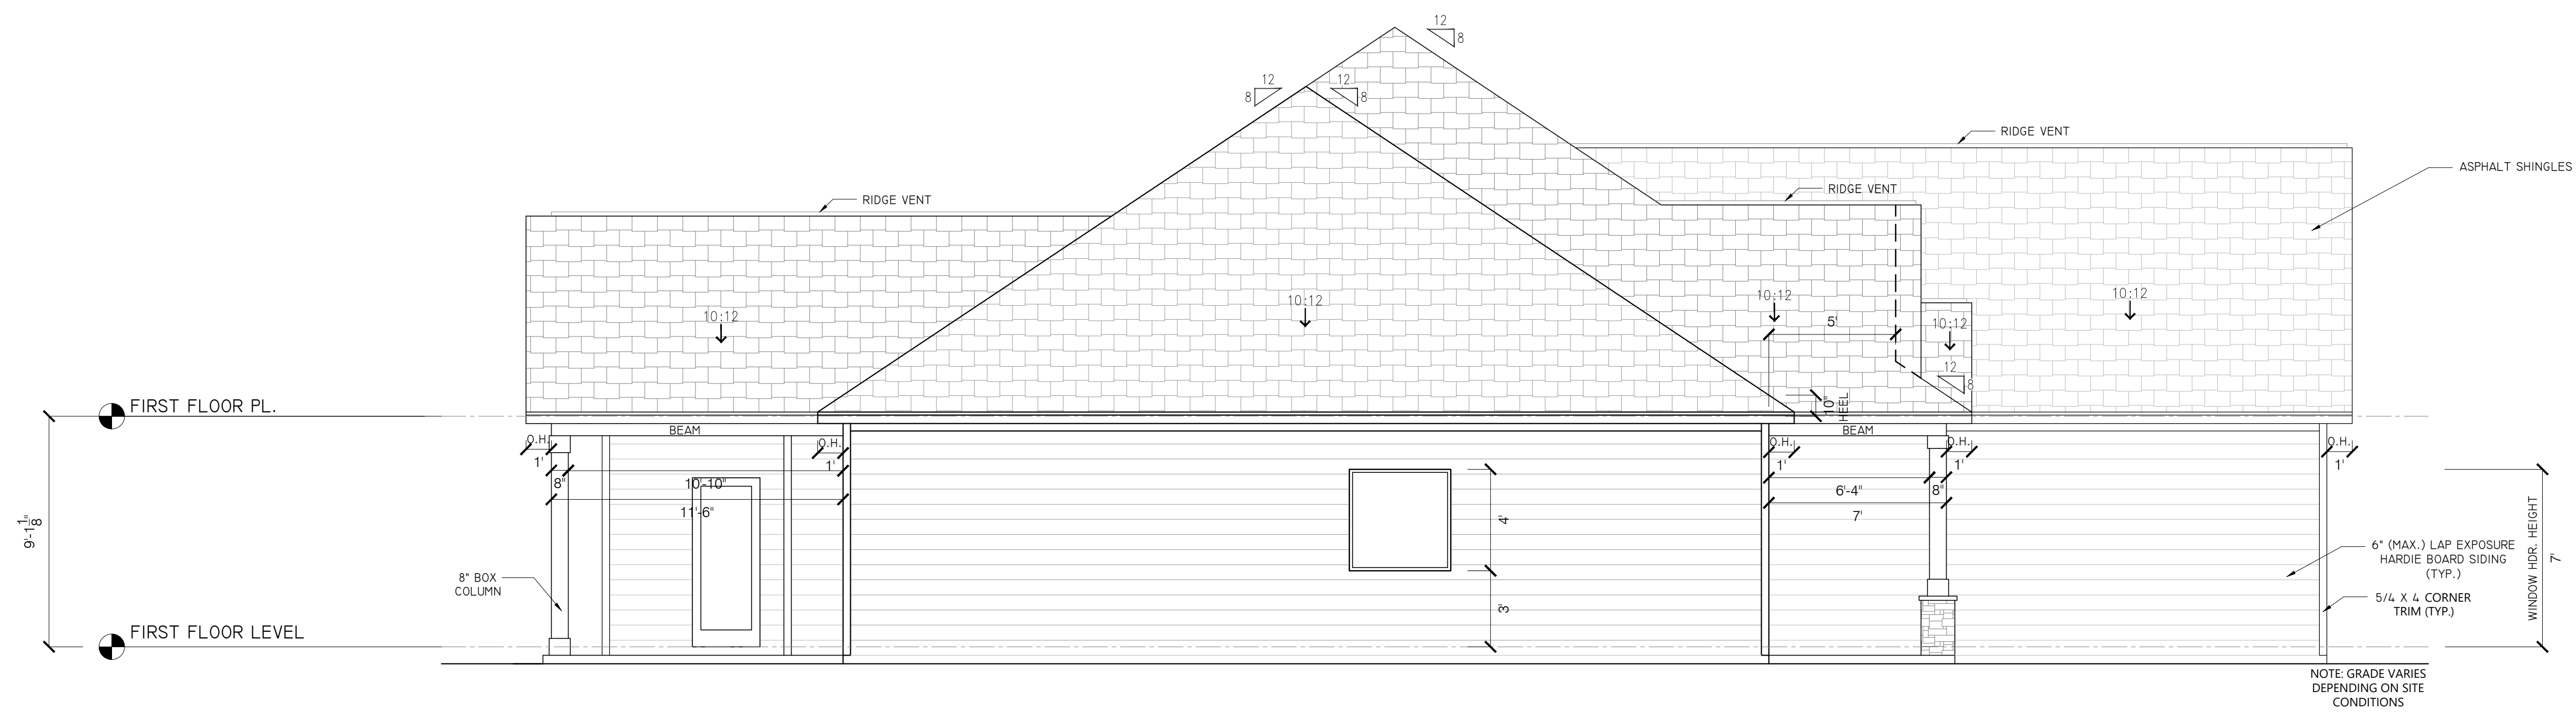 12
8
12
8
12
8
RIDGE VENT
ASPHALT SHINGLES
RIDGE VENT
RIDGE VENT
10:12
10:12
10:12
10:12
10:12
5'
12
8
10"
HEEL
FIRST FLOOR PL.
BEAM
BEAM
O.H.
1'
O.H.
1'
O.H.
1'
O.H.
1'
O.H.
1'
8"
10'-10"
11'-6"
6'-4"
8"
7'
4'
3'
9'-1 1/8
8" BOX
COLUMN
6" (MAX.) LAP EXPOSURE
HARDIE BOARD SIDING
(TYP.)
5/4 X 4 CORNER
TRIM (TYP.)
WINDOW HDR. HEIGHT
7'
FIRST FLOOR LEVEL
NOTE: GRADE VARIES
DEPENDING ON SITE
CONDITIONS